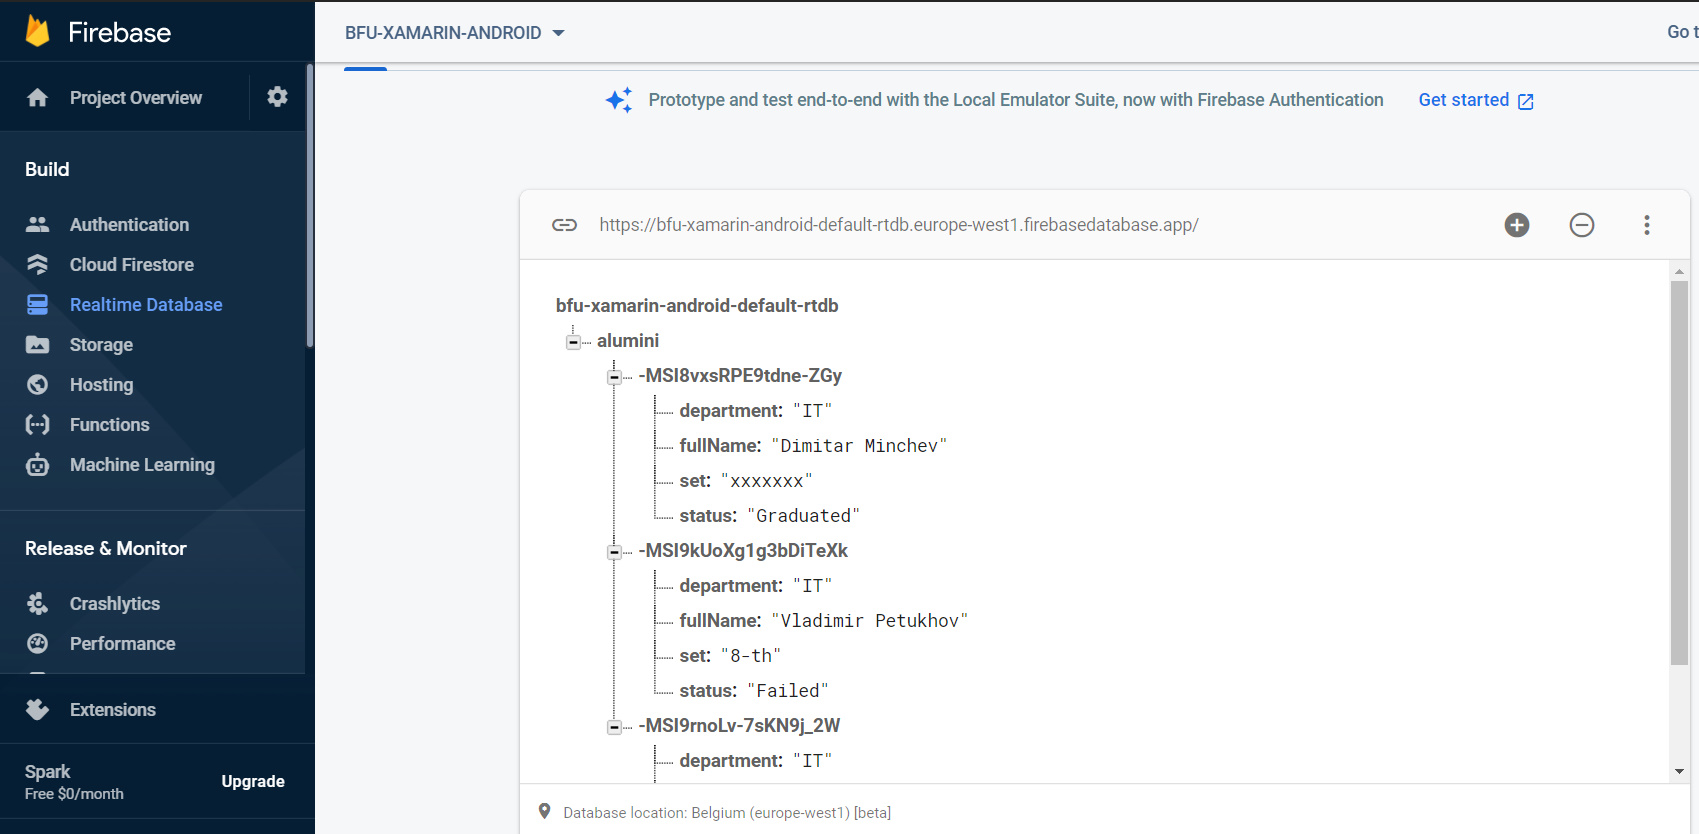 Firebase
Project Overview
Build
Authentication
Cloud Firestore
Realtime Database
Storage
Hosting
Functions
Machine Learning
Release & Monitor
Crashlytics
Performance
Extensions
Spark
Free $0/month
Upgrade
BFU-XAMARIN-ANDROID
Go t
Prototype and test end-to-end with the Local Emulator Suite, now with Firebase Authentication
Get started
https://bfu-xamarin-android-default-rtdb.europe-west1.firebasedatabase.app/
bfu-xamarin-android-default-rtdb
alumini
-MSI8vxsRPE9tdne-ZGy
department: "IT"
fullName: "Dimitar Minchev"
set: "xxxxxxx"
status: "Graduated"
-MSI9kUoXg1g3bDiTeXk
department: "IT"
fullName: "Vladimir Petukhov"
set: "8-th"
status: "Failed"
-MSI9rnoLv-7sKN9j_2W
department: "IT"
Database location: Belgium (europe-west1) [beta]